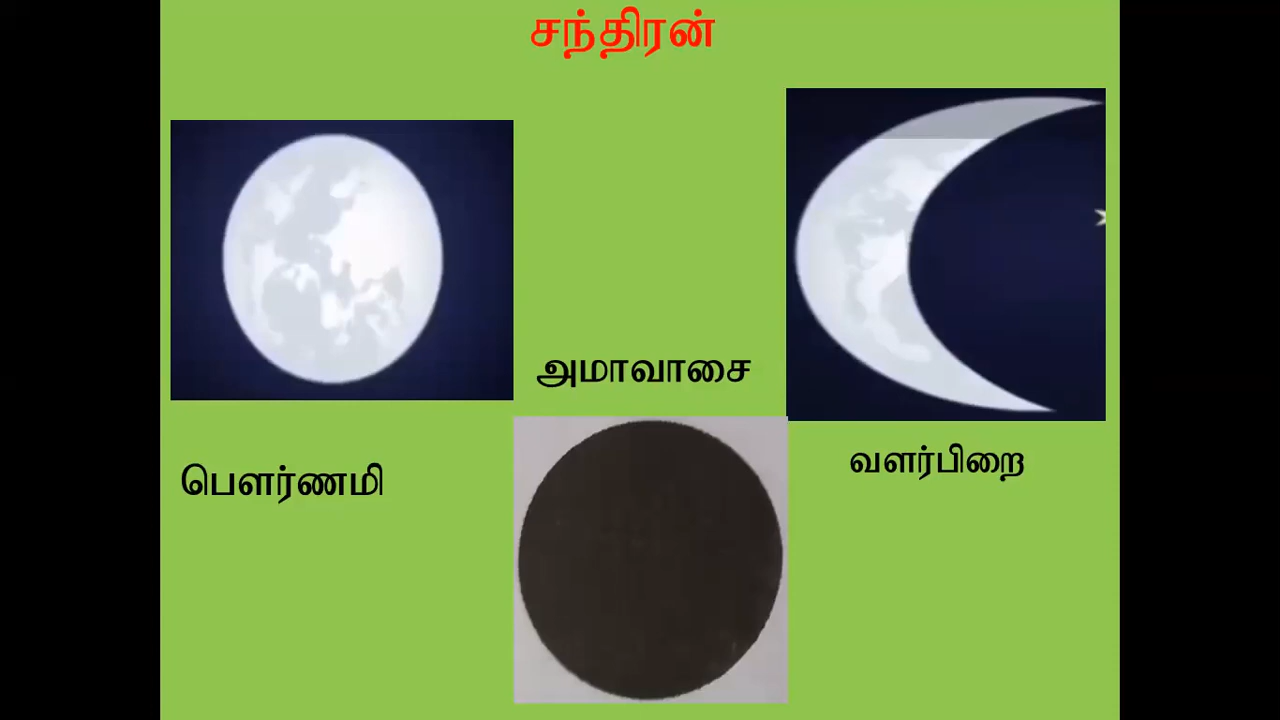 சந்திரன்
அமாவாசை
பௌர்ணமி
வளர்பிறை